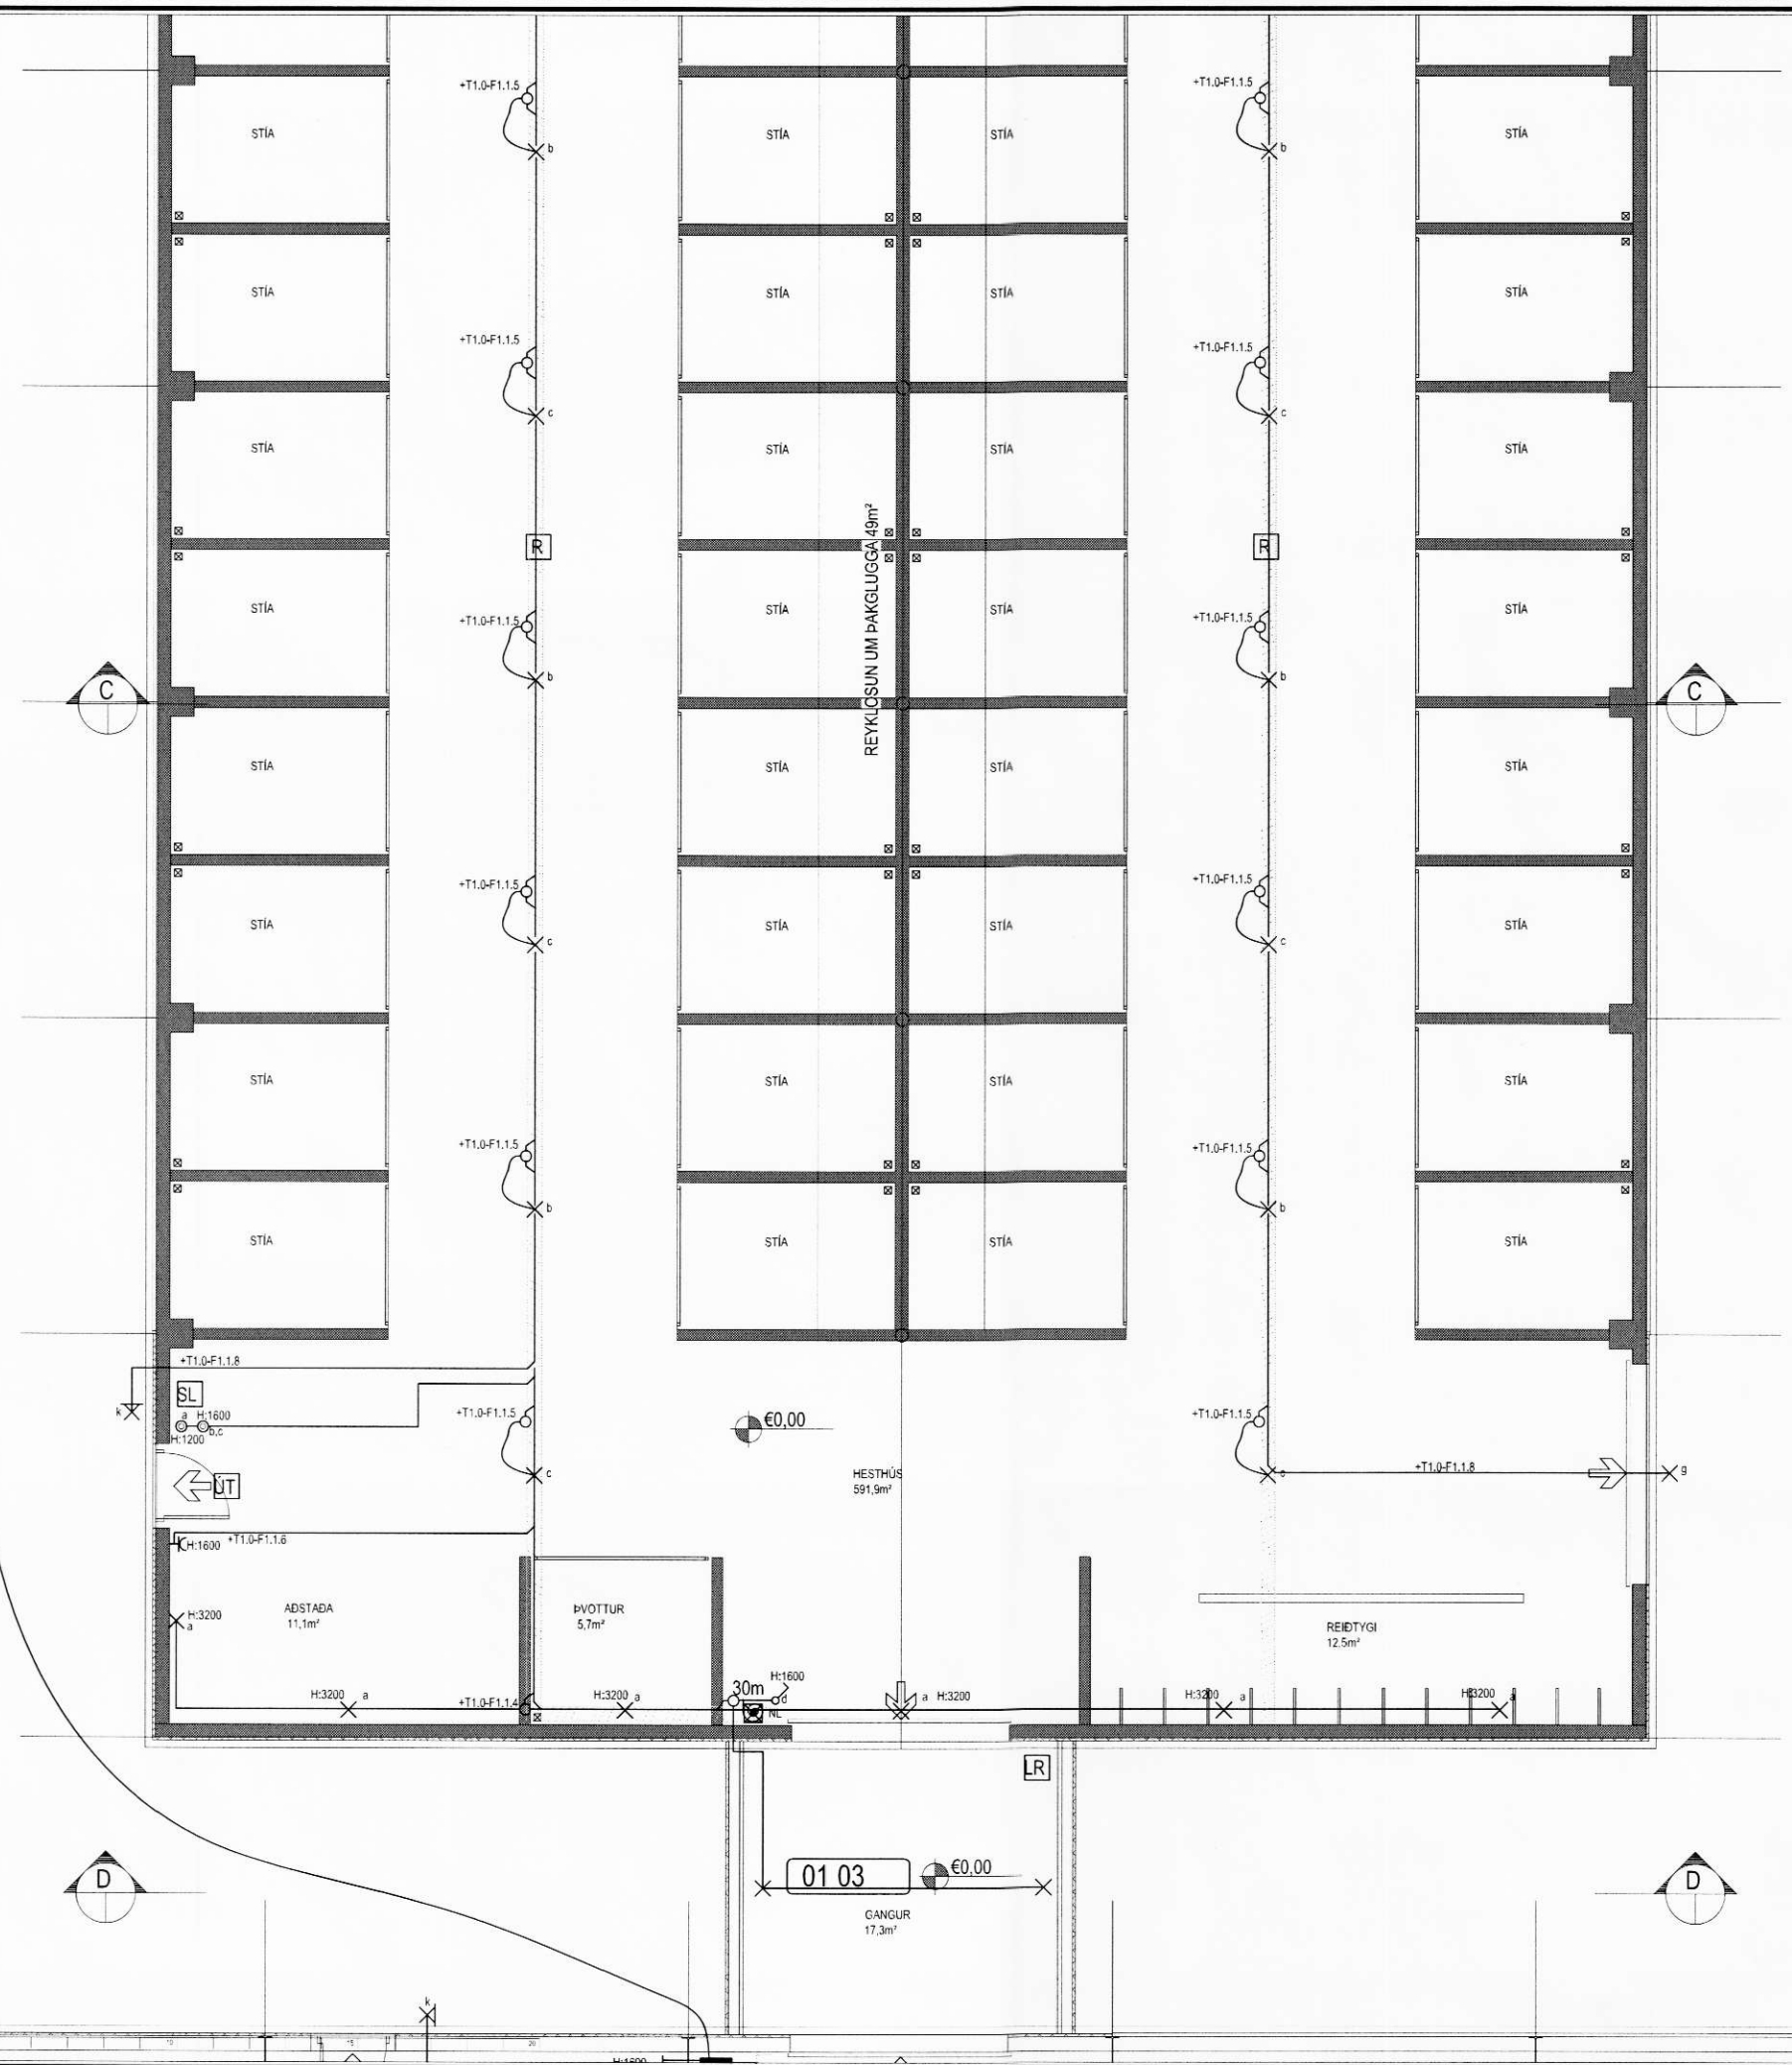 +T1.0-F1.1.5
+T1.0-F1.1.5
STÍA
STÍA
STÍA
STÍA
b
b
STÍA
STÍA
STÍA
STÍA
+T1.0-F1.1.5
+T1.0-F1.1.5
c
c
STÍA
STÍA
STÍA
STÍA
REYKLOSUN UM ÞAKGLUGGA 49m²
R
R
STÍA
STÍA
STÍA
STÍA
+T1.0-F1.1.5
+T1.0-F1.1.5
b
b
C
C
STÍA
STÍA
STÍA
STÍA
+T1.0-F1.1.5
+T1.0-F1.1.5
STÍA
STÍA
STÍA
STÍA
c
c
STÍA
STÍA
STÍA
STÍA
+T1.0-F1.1.5
+T1.0-F1.1.5
b
b
STÍA
STÍA
STÍA
STÍA
+T1.0-F1.1.8
SL
k
a H:1600
b,c
H:1200
+T1.0-F1.1.5
€0,00
+T1.0-F1.1.5
c
c
HESTHÚS
591,9m²
+T1.0-F1.1.8
g
ÚT
H:1600
+T1.0-F1.1.6
AÐSTAÐA
11,1m²
ÞVOTTUR
5,7m²
H:3200
a
REIÐTYGI
12,5m²
H:3200 a
+T1.0-F1.1.4
H:3200 a
30m
H:1600
d
NL
a H:3200
H:3200 a
H:3200 a
LR
01 03
€0,00
D
D
GANGUR
17,3m²
k
10
15
20
H:1600